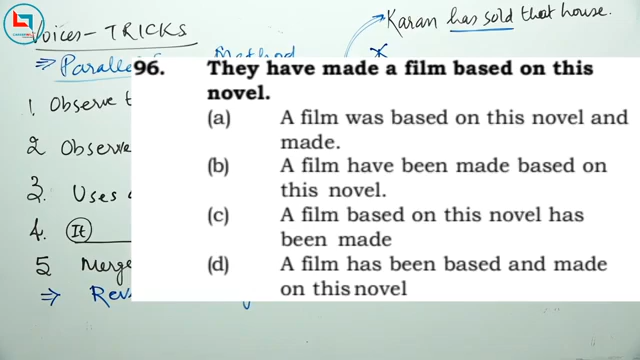 Karan has sold that house.
Voices - TRICKS
⇒ Method
96. They have made a film based on this
novel.
1. Observe
(a) A film was based on this novel and
made.
2 Observe
(b) A film have been made based on
this novel.
3. Uses
(c) A film based on this novel has
been made
4. It
5 Merge
(d) A film has been based and made
on this novel
⇒